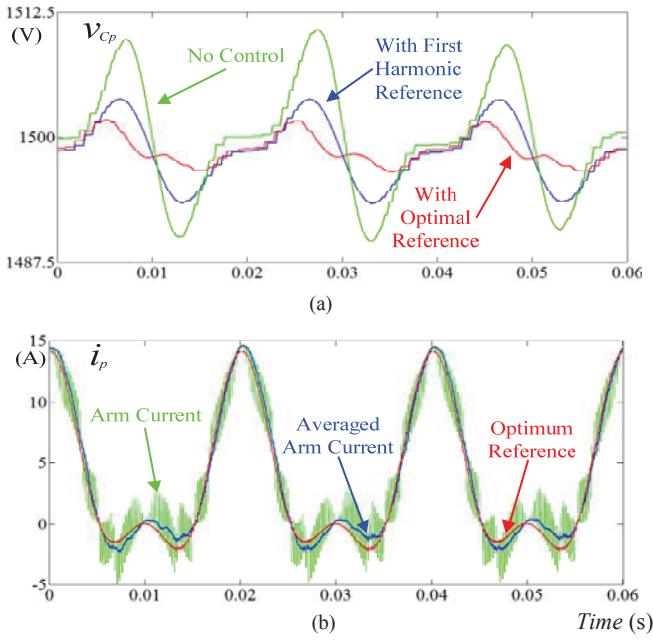 1512.5
(V)
vCp
No Control
With First
Harmonic
Reference
1500
With
Optimal
Reference
1487.5
0 0.01 0.02 0.03 0.04 0.05 0.06
(a)
15
(A)
ip
10
Arm Current
Averaged
Arm Current
Optimum
Reference
5
0
-5
0 0.01 0.02 0.03 0.04 0.05 0.06
(b)
Time (s)